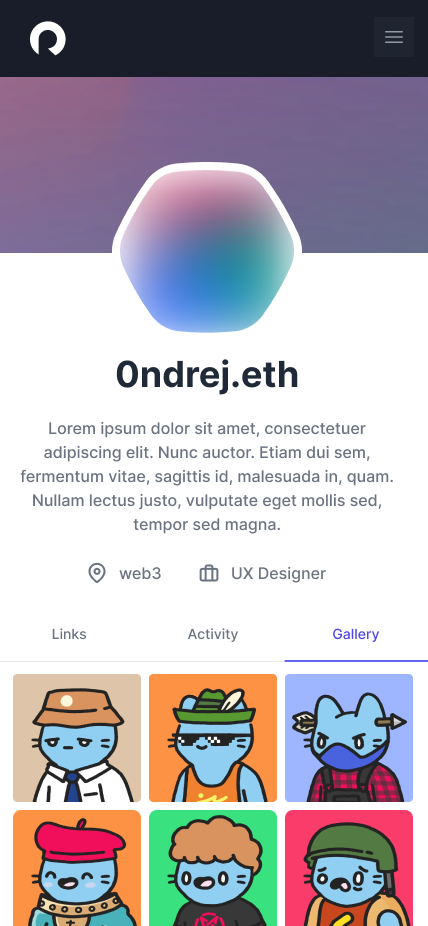 0ndrej.eth
Lorem ipsum dolor sit amet, consectetuer
adipiscing elit. Nunc auctor. Etiam dui sem,
fermentum vitae, sagittis id, malesuada in, quam.
Nullam lectus justo, vulputate eget mollis sed,
tempor sed magna.
web3 UX Designer
Links Activity Gallery